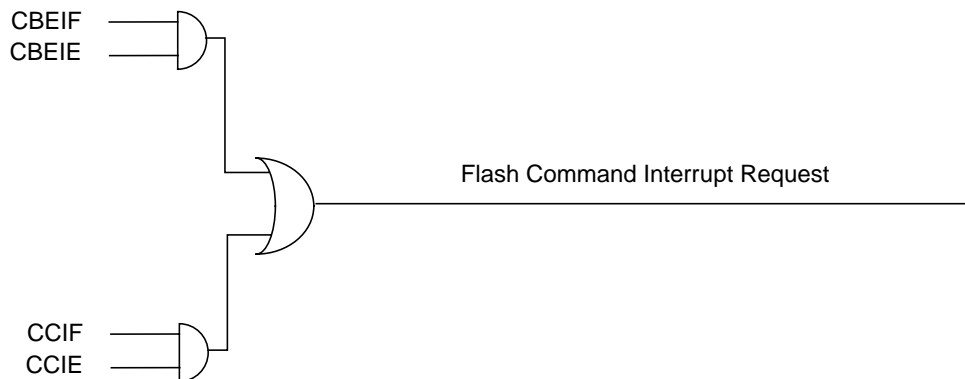 CBEIF
CBEIE
Flash Command Interrupt Request
CCIF
CCIE